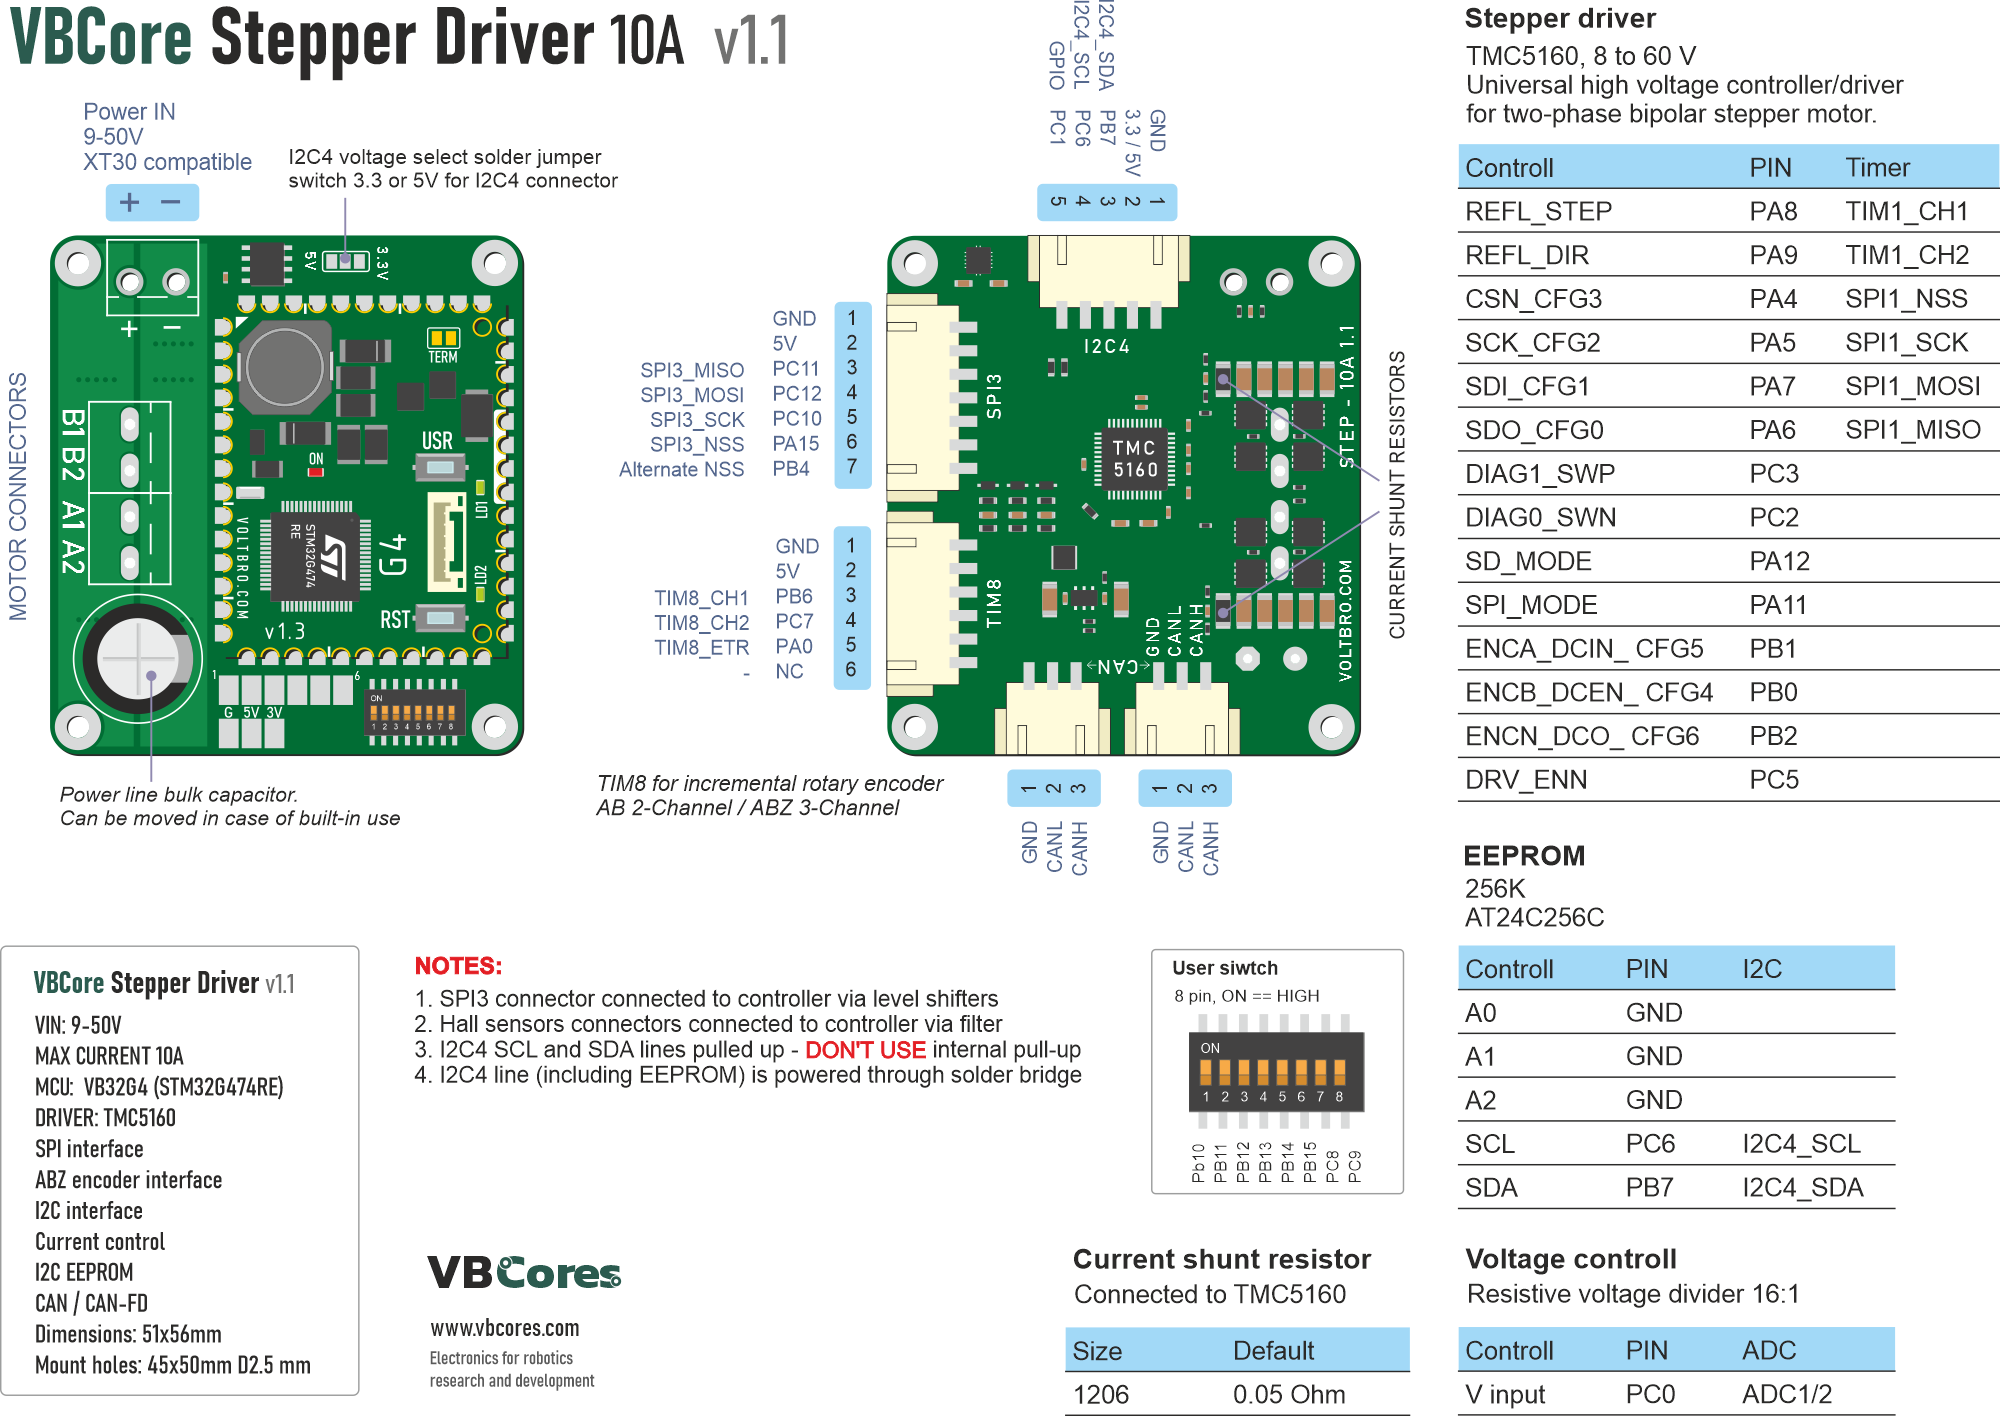 VBCore Stepper Driver 10A v1.1
Power IN
9-50V
XT30 compatible
+ −
I2C4 voltage select solder jumper
switch 3.3 or 5V for I2C4 connector
5V
3.3V
+ −
TERM
MOTOR CONNECTORS
B1 B2 A1 A2
USR
ON
LD1
VOLTBRO.COM
STM32G474
RE
G4
LD2
RST
v1.3
1
6
G 5V 3V
ON
1 2 3 4 5 6 7 8
Power line bulk capacitor.
Can be moved in case of built-in use
GPIO PC1 5
I2C4_SCL PC6 4
I2C4_SDA PB7 3
3.3 / 5V 2
GND 1
GND 1
5V 2
SPI3_MISO PC11 3
SPI3_MOSI PC12 4
SPI3_SCK PC10 5
SPI3_NSS PA15 6
Alternate NSS PB4 7
GND 1
5V 2
TIM8_CH1 PB6 3
TIM8_CH2 PC7 4
TIM8_ETR PA0 5
- NC 6
I2C4
SPI3
TMC
5160
STEP - 10A 1.1
TIM8
GND
CANL
CANH
←CAN→
VOLTBRO.COM
CURRENT SHUNT RESISTORS
TIM8 for incremental rotary encoder
AB 2-Channel / ABZ 3-Channel
1 2 3
GND
CANL
CANH
1 2 3
GND
CANL
CANH
Stepper driver
TMC5160, 8 to 60 V
Universal high voltage controller/driver
for two-phase bipolar stepper motor.
Controll PIN Timer
REFL_STEP PA8 TIM1_CH1
REFL_DIR PA9 TIM1_CH2
CSN_CFG3 PA4 SPI1_NSS
SCK_CFG2 PA5 SPI1_SCK
SDI_CFG1 PA7 SPI1_MOSI
SDO_CFG0 PA6 SPI1_MISO
DIAG1_SWP PC3
DIAG0_SWN PC2
SD_MODE PA12
SPI_MODE PA11
ENCA_DCIN_ CFG5 PB1
ENCB_DCEN_ CFG4 PB0
ENCN_DCO_ CFG6 PB2
DRV_ENN PC5
EEPROM
256K
AT24C256C
Controll PIN I2C
A0 GND
A1 GND
A2 GND
SCL PC6 I2C4_SCL
SDA PB7 I2C4_SDA
VBCore Stepper Driver v1.1
VIN: 9-50V
MAX CURRENT 10A
MCU: VB32G4 (STM32G474RE)
DRIVER: TMC5160
SPI interface
ABZ encoder interface
I2C interface
Current control
I2C EEPROM
CAN / CAN-FD
Dimensions: 51x56mm
Mount holes: 45x50mm D2.5 mm
NOTES:
1. SPI3 connector connected to controller via level shifters
2. Hall sensors connectors connected to controller via filter
3. I2C4 SCL and SDA lines pulled up - DON'T USE internal pull-up
4. I2C4 line (including EEPROM) is powered through solder bridge
User siwtch
8 pin, ON == HIGH
ON
1 2 3 4 5 6 7 8
Pb10
PB11
PB12
PB13
PB14
PB15
PC8
PC9
VBCores
www.vbcores.com
Electronics for robotics
research and development
Current shunt resistor
Connected to TMC5160
Size Default
1206 0.05 Ohm
Voltage controll
Resistive voltage divider 16:1
Controll PIN ADC
V input PC0 ADC1/2